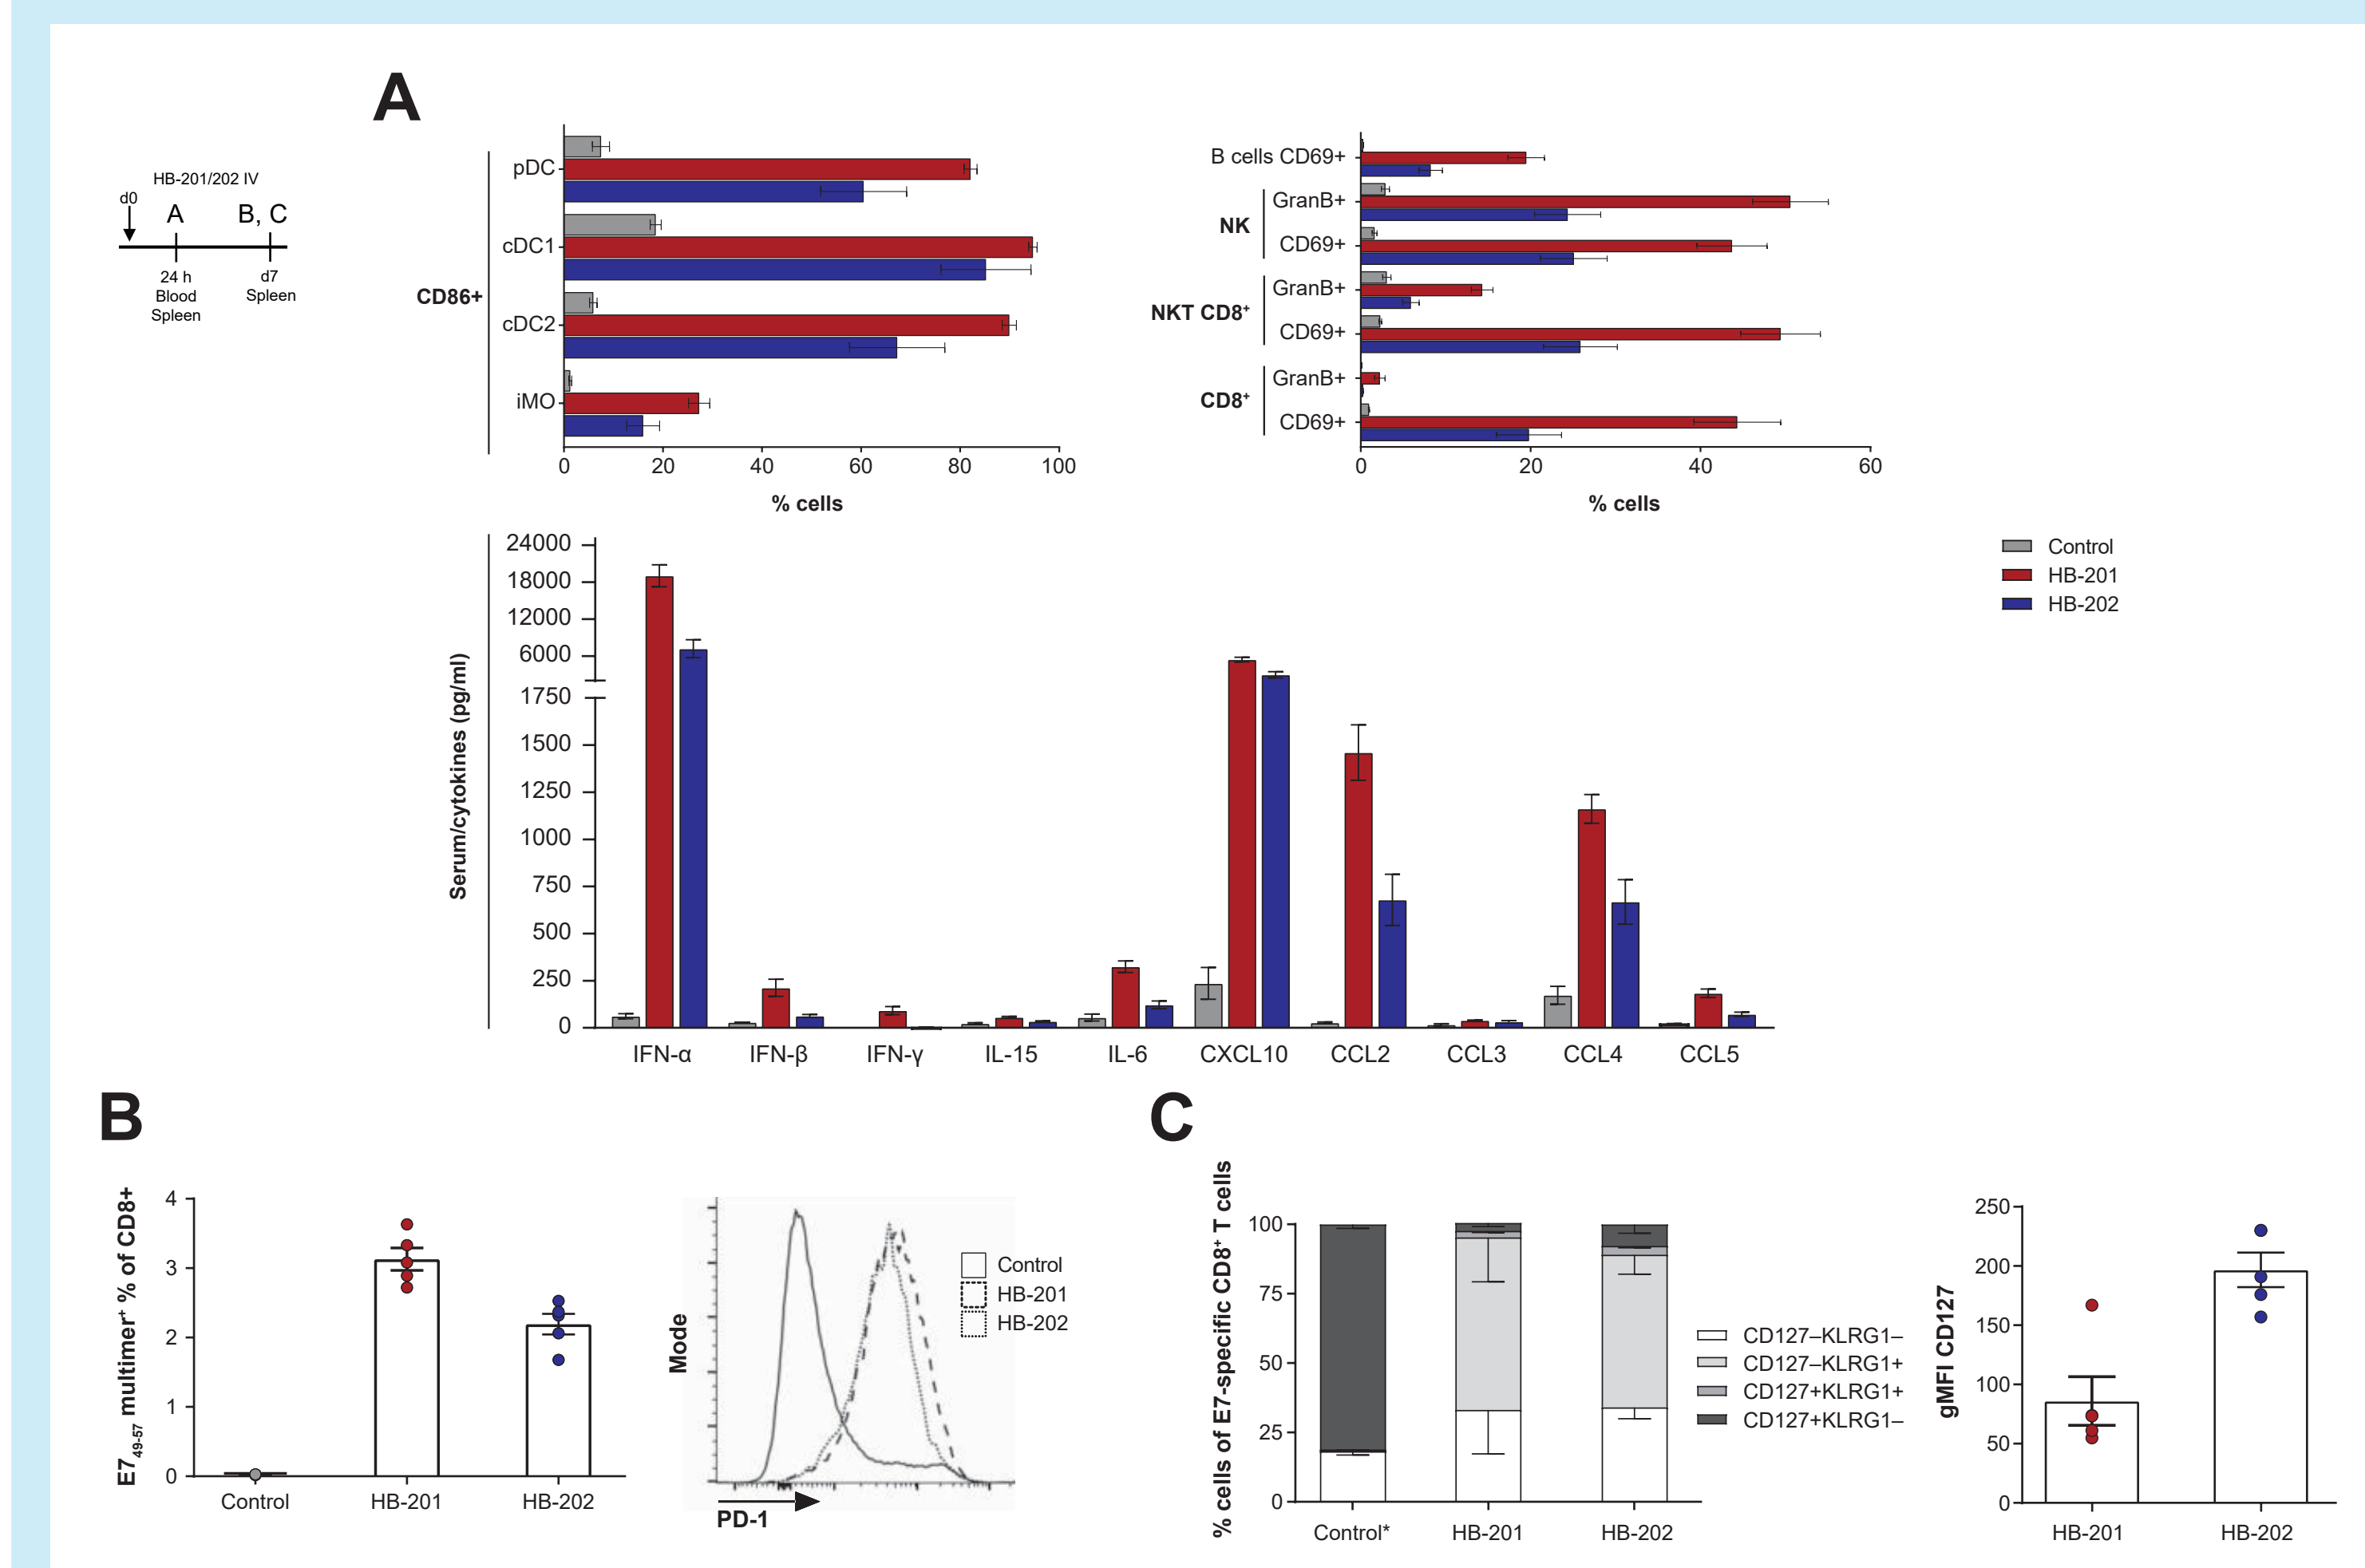 A
HB-201/202 IV
d0
A
B, C
24 h
Blood
Spleen
d7
Spleen
CD86+
pDC
cDC1
cDC2
iMO
0 20 40 60 80 100
% cells
B cells CD69+
NK
GranB+
CD69+
NKT CD8+
GranB+
CD69+
CD8+
GranB+
CD69+
0 20 40 60
% cells
Control
HB-201
HB-202
Serum/cytokines (pg/ml)
24000
18000
12000
6000
1750
1500
1250
1000
750
500
250
0
IFN-α IFN-β IFN-γ IL-15 IL-6 CXCL10 CCL2 CCL3 CCL4 CCL5
B
E749-57 multimer+ % of CD8+
4
3
2
1
0
Control HB-201 HB-202
Mode
PD-1
Control
HB-201
HB-202
C
% cells of E7-specific CD8+ T cells
100
75
50
25
0
Control* HB-201 HB-202
CD127–KLRG1–
CD127–KLRG1+
CD127+KLRG1+
CD127+KLRG1–
gMFI CD127
250
200
150
100
50
0
HB-201 HB-202